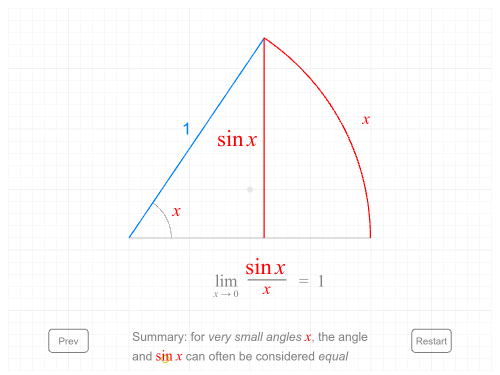 1
sin x
x
x
lim x → 0 sin x / x = 1
Prev
Summary: for very small angles x, the angle
and sin x can often be considered equal
Restart